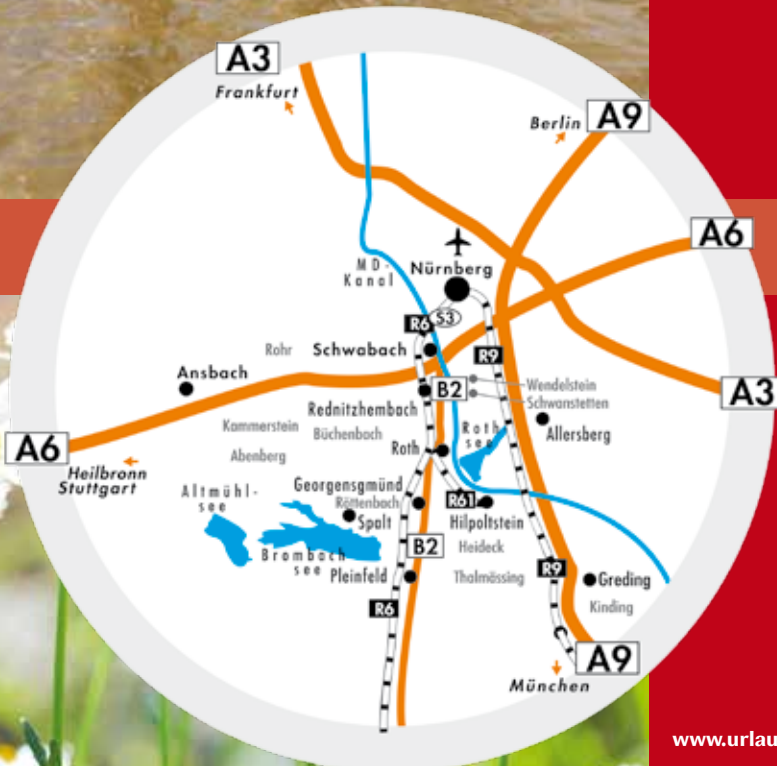 A3
Frankfurt
Berlin
A9
A6
MD-
Kanal
Nürnberg
R6
S3
Rohr
Schwabach
R9
Ansbach
B2
Wendelstein
A3
Rednitzhembach
Schwanstetten
Kammerstein
Büchenbach
Roth
see
Allersberg
A6
Abenberg
Roth
Heilbronn
Stuttgart
Altmühl-
see
Georgensgmünd
Röttenbach
R61
Spalt
Hilpoltstein
Brombach
see
B2
Heideck
Pleinfeld
Thalmässing
R9
Greding
R6
Kinding
A9
München
www.urlau